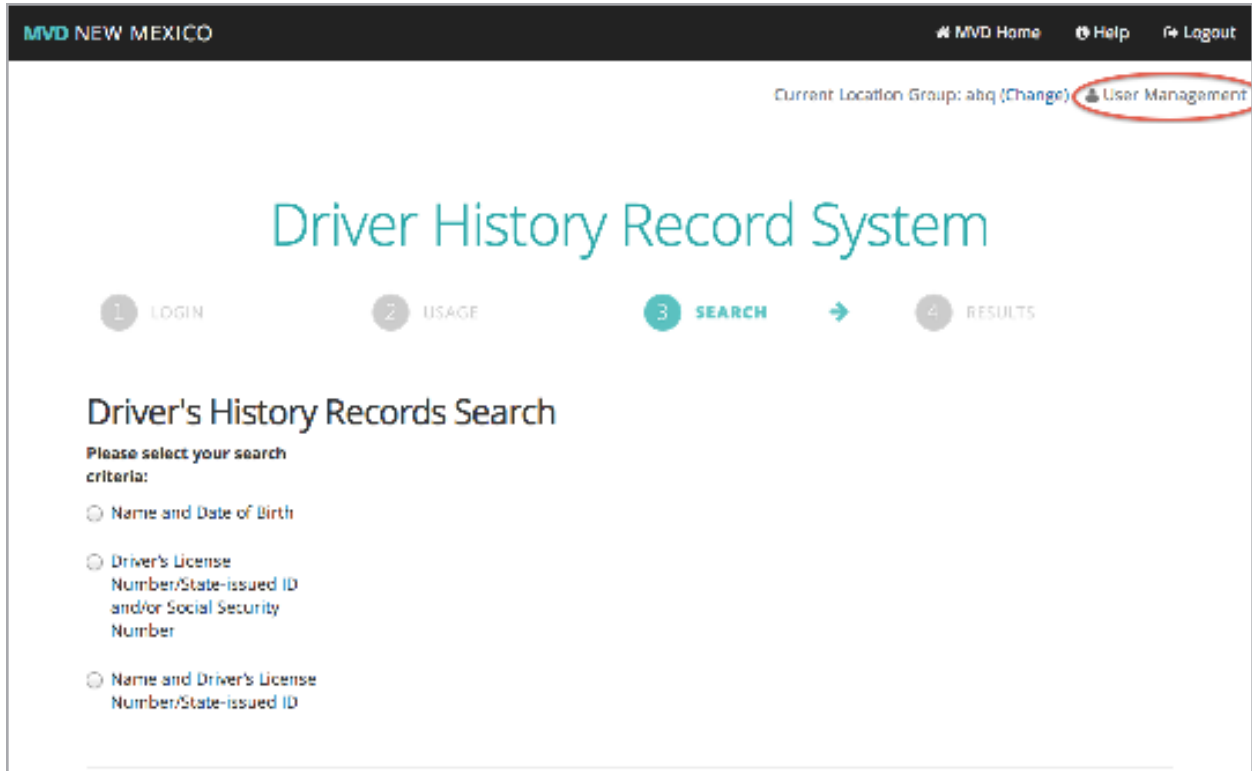 MVD NEW MEXICO MVD Home Help Logout
Current Location Group: abq (Change) User Management
Driver History Record System
1 LOGIN 2 USAGE 3 SEARCH 4 RESULTS
Driver's History Records Search
Please select your search
criteria:
Name and Date of Birth
Driver's License
Number/State-issued ID
and/or Social Security
Number
Name and Driver's License
Number/State-issued ID